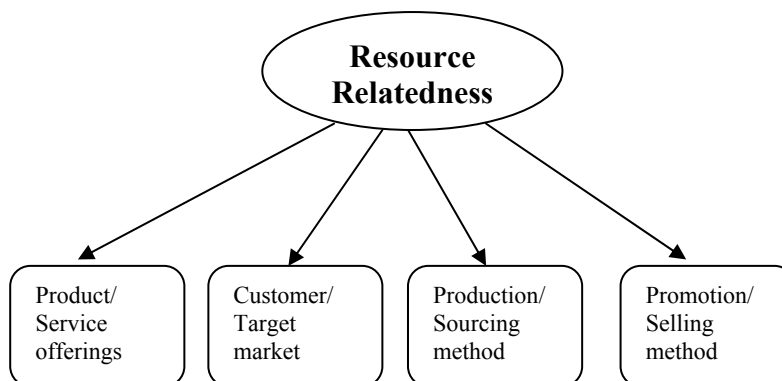 Resource
Relatedness
Product/
Service
offerings
Customer/
Target
market
Production/
Sourcing
method
Promotion/
Selling
method